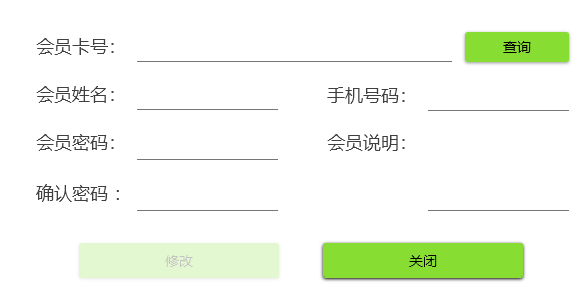 会员卡号： 查询
会员姓名： 手机号码：
会员密码： 会员说明：
确认密码 ：
修改 关闭